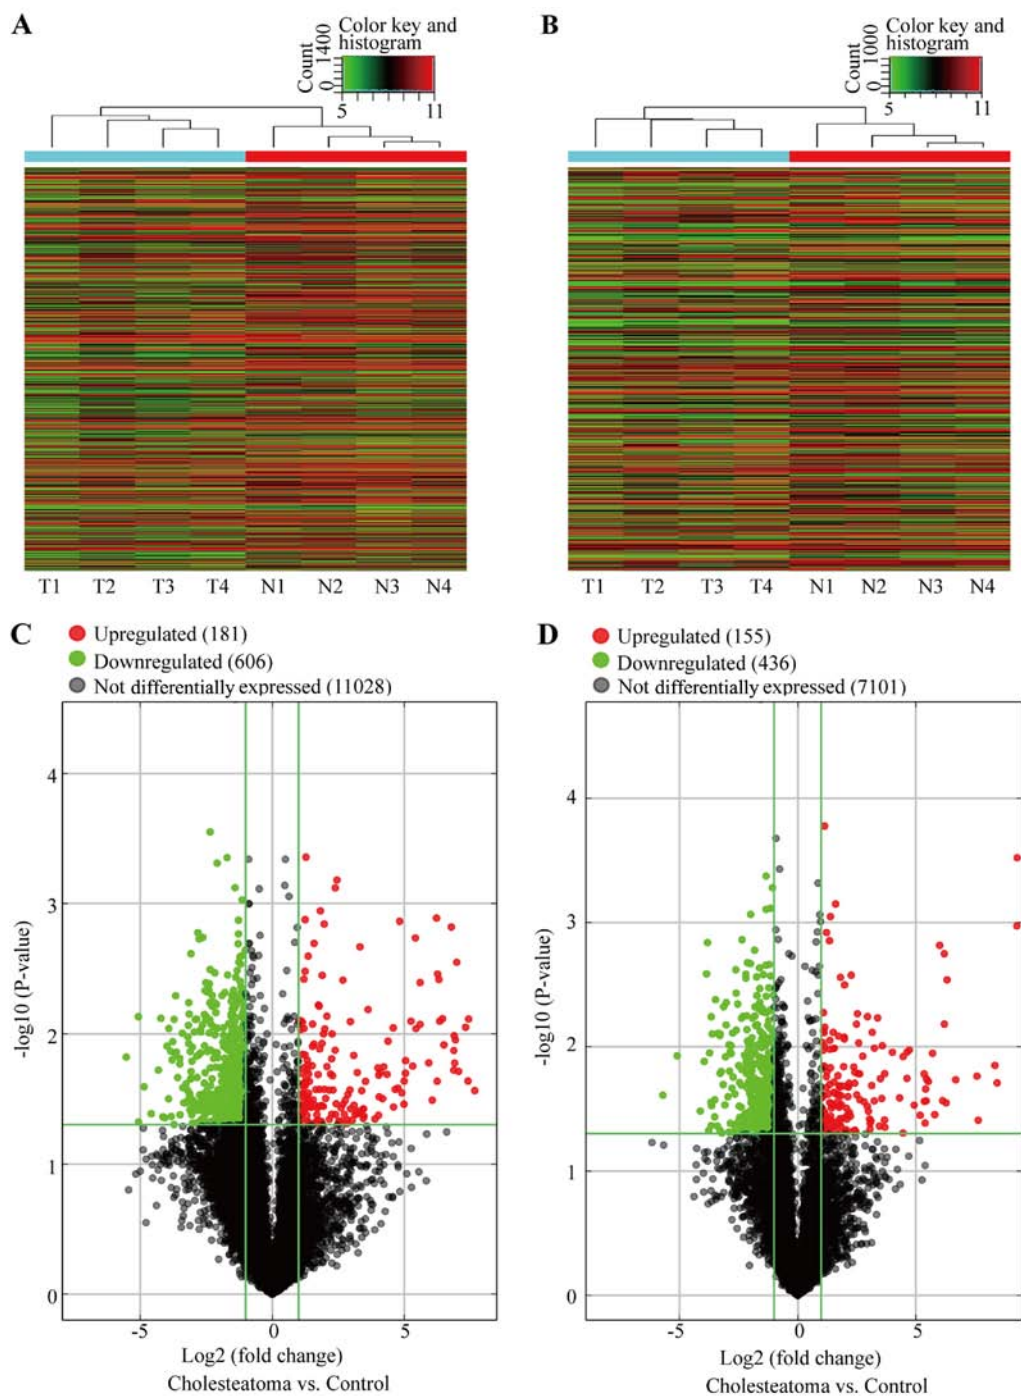 A
Color key and
histogram
Count
0 1400
5 11
T1 T2 T3 T4 N1 N2 N3 N4
B
Color key and
histogram
Count
0 1000
5 11
T1 T2 T3 T4 N1 N2 N3 N4
C
Upregulated (181)
Downregulated (606)
Not differentially expressed (11028)
4
3
2
1
0
-log10 (P-value)
-5 0 5
Log2 (fold change)
Cholesteatoma vs. Control
D
Upregulated (155)
Downregulated (436)
Not differentially expressed (7101)
4
3
2
1
0
-log10 (P-value)
-5 0 5
Log2 (fold change)
Cholesteatoma vs. Control